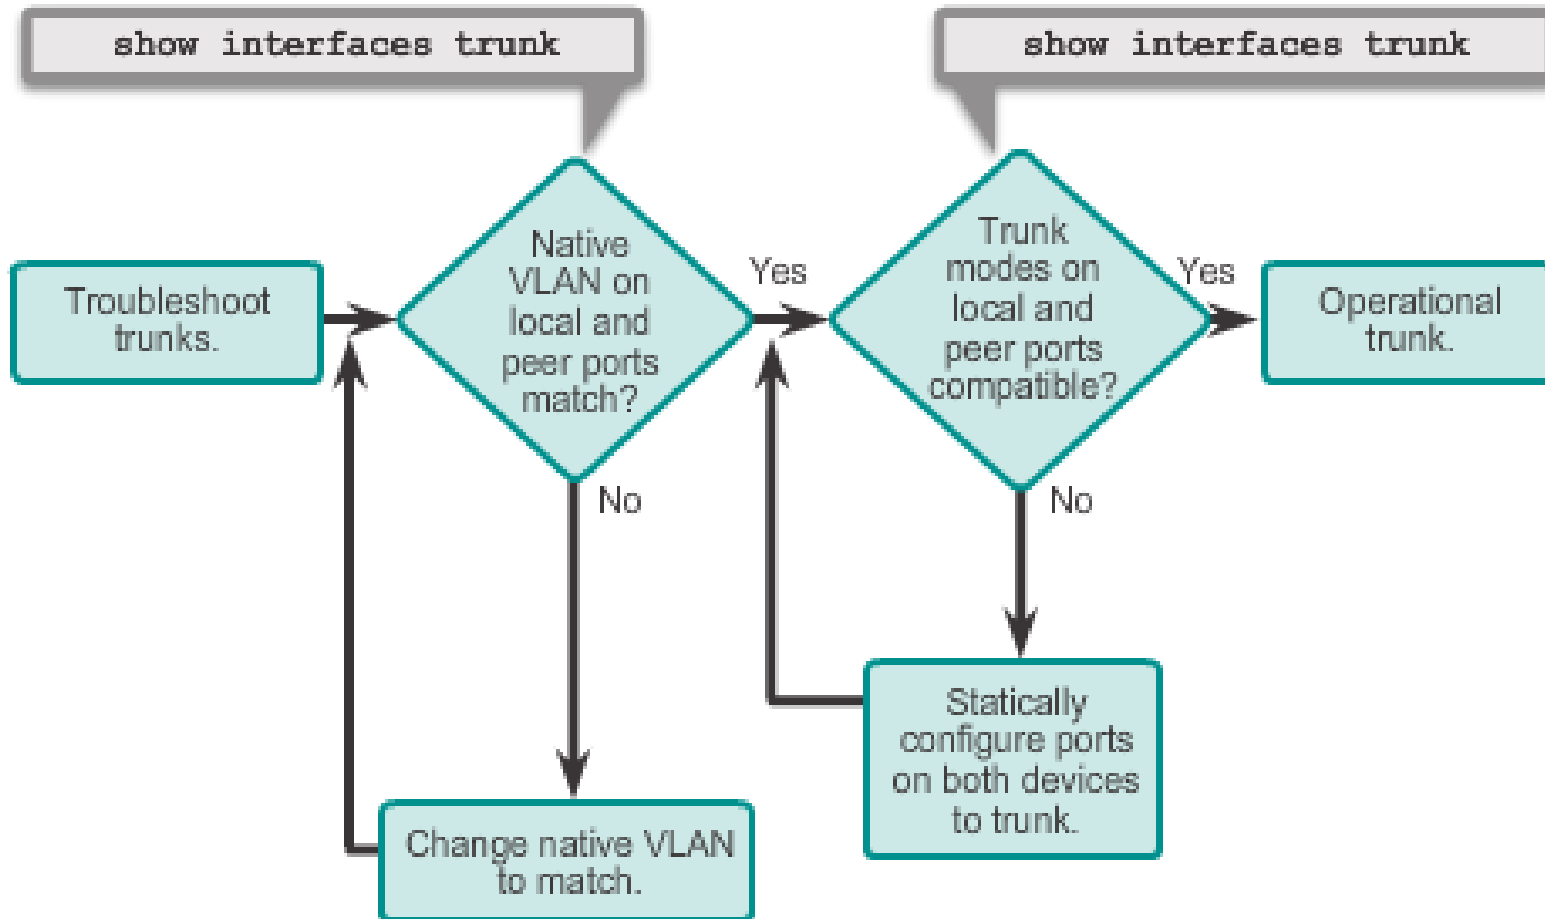 show interfaces trunk
show interfaces trunk
Troubleshoot
trunks.
Native
VLAN on
local and
peer ports
match?
Yes
Trunk
modes on
local and
peer ports
compatible?
Yes
Operational
trunk.
No
No
Statically
configure ports
on both devices
to trunk.
Change native VLAN
to match.